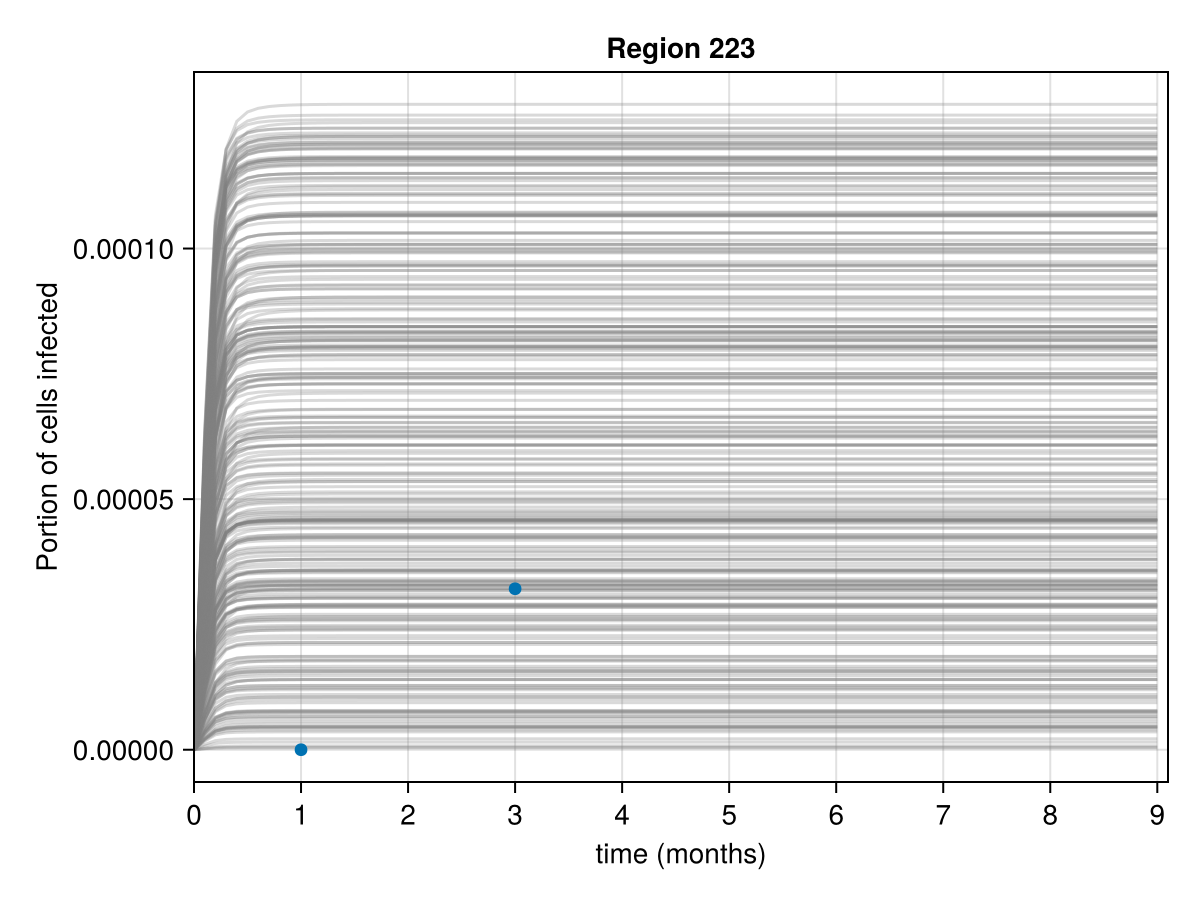 Region 223
Portion of cells infected
0.00010
0.00005
0.00000
0 1 2 3 4 5 6 7 8 9
time (months)